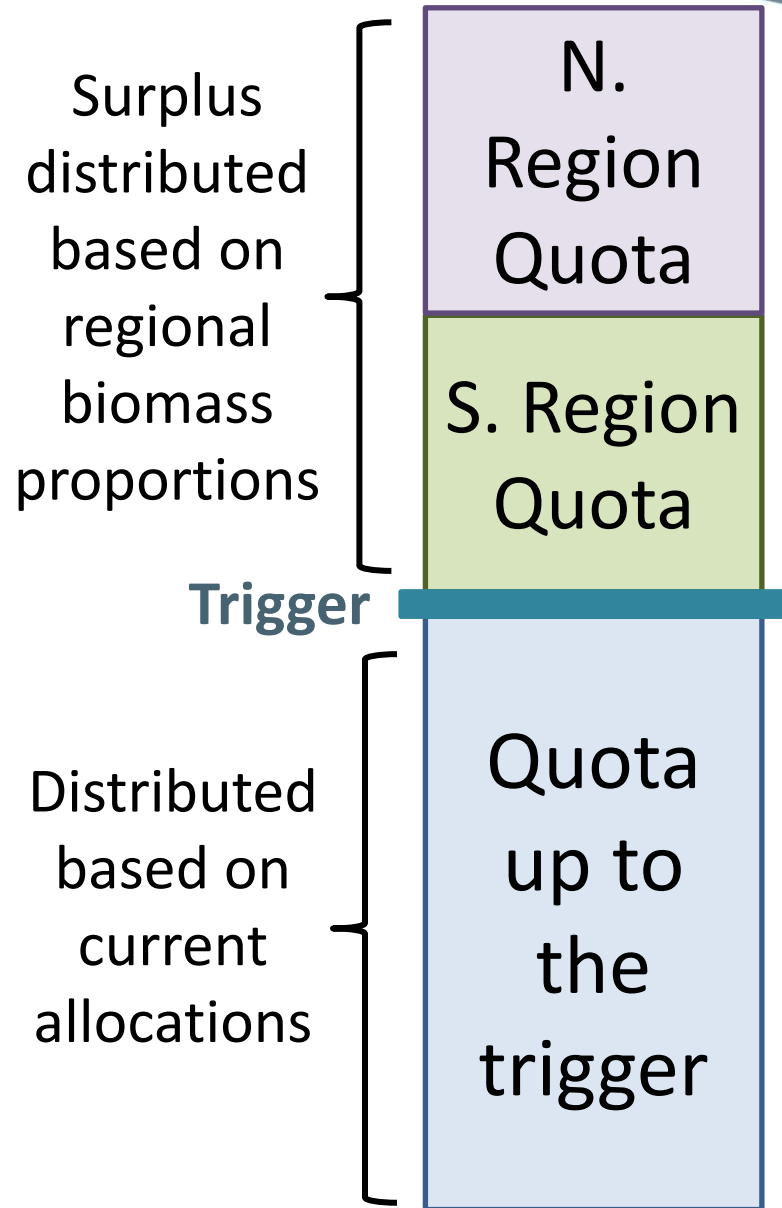 Surplus
distributed
based on
regional
biomass
proportions
N.
Region
Quota
S. Region
Quota
Trigger
Distributed
based on
current
allocations
Quota
up to
the
trigger